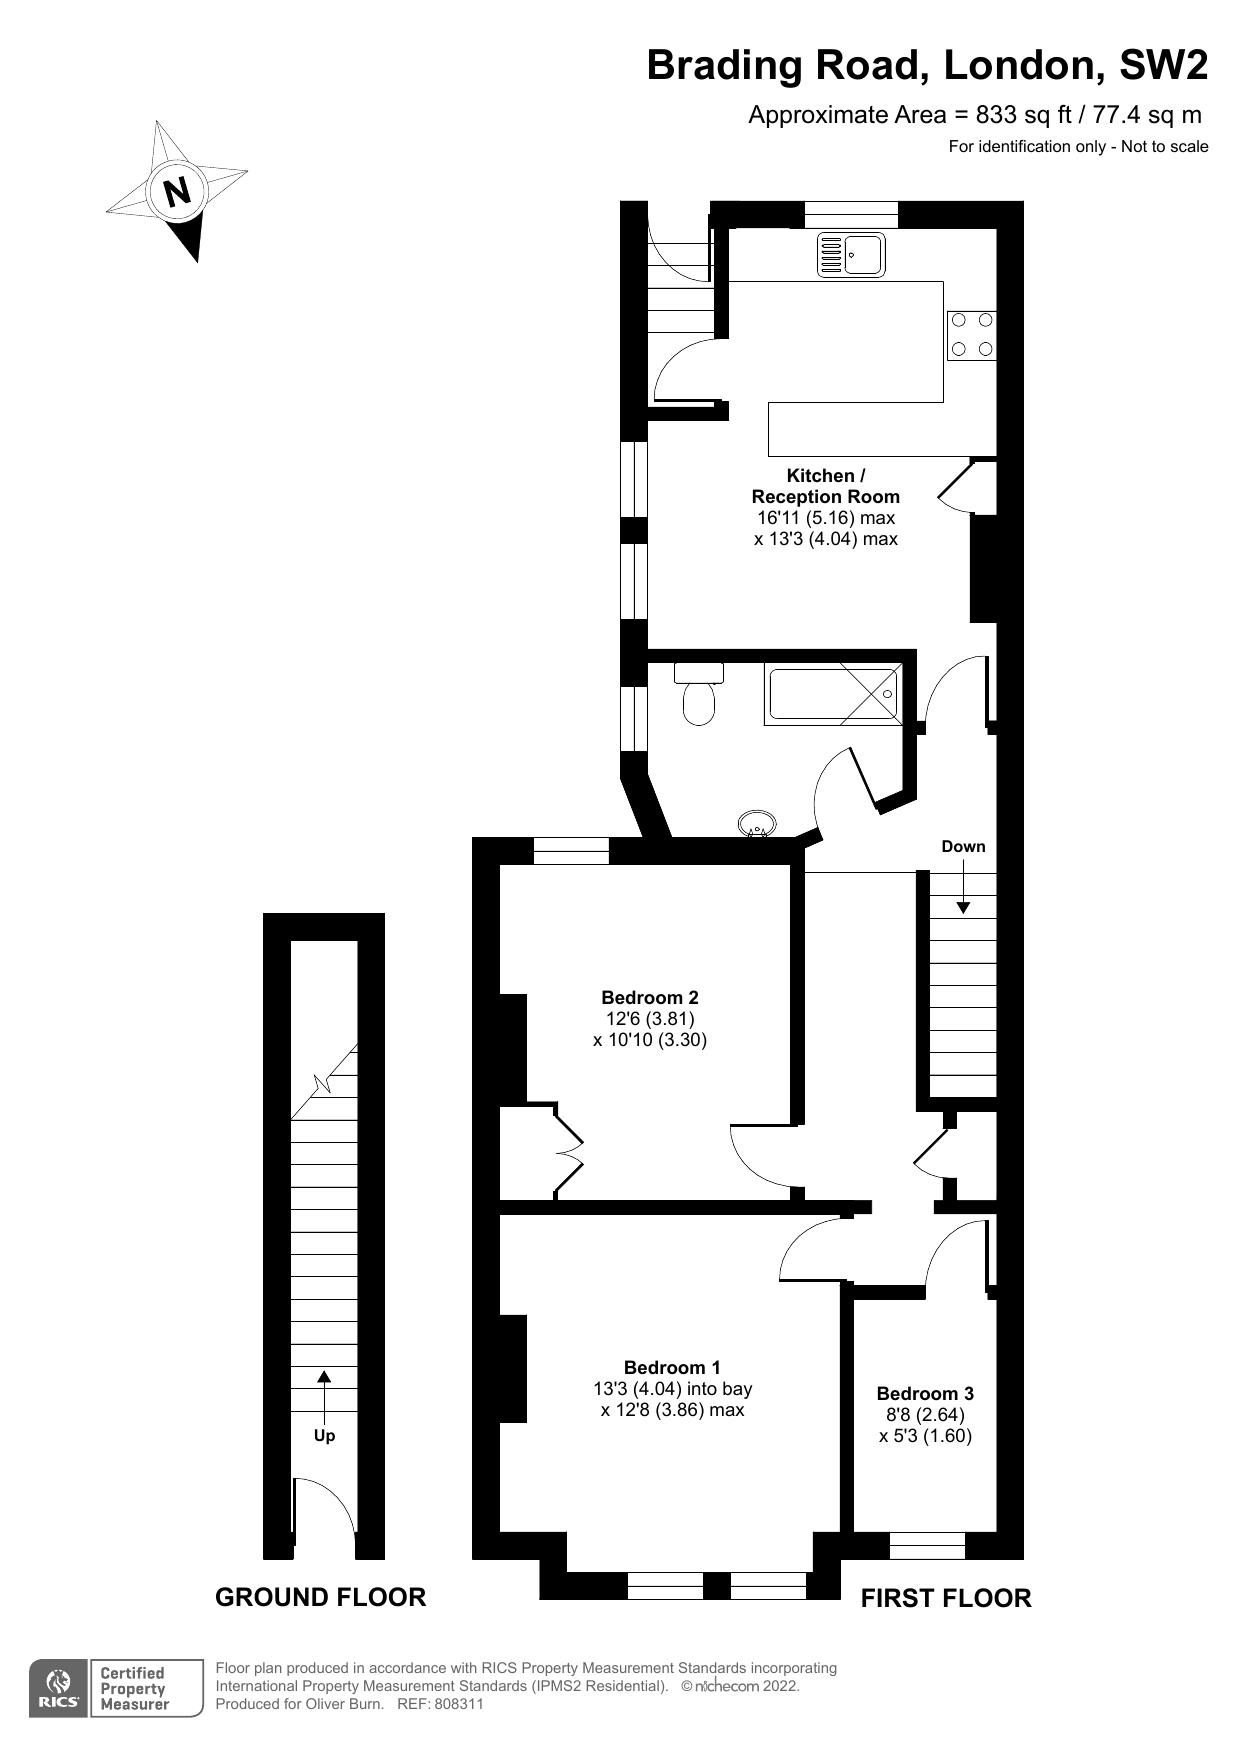 Brading Road, London, SW2
Approximate Area = 833 sq ft / 77.4 sq m
For identification only - Not to scale
N
Kitchen /
Reception Room
16'11 (5.16) max
x 13'3 (4.04) max
Down
Bedroom 2
12'6 (3.81)
x 10'10 (3.30)
Bedroom 1
13'3 (4.04) into bay
x 12'8 (3.86) max
Bedroom 3
8'8 (2.64)
x 5'3 (1.60)
Up
GROUND FLOOR
FIRST FLOOR
RICS
Certified
Property
Measurer
Floor plan produced in accordance with RICS Property Measurement Standards incorporating
International Property Measurement Standards (IPMS2 Residential). © nichecom 2022.
Produced for Oliver Burn. REF: 808311